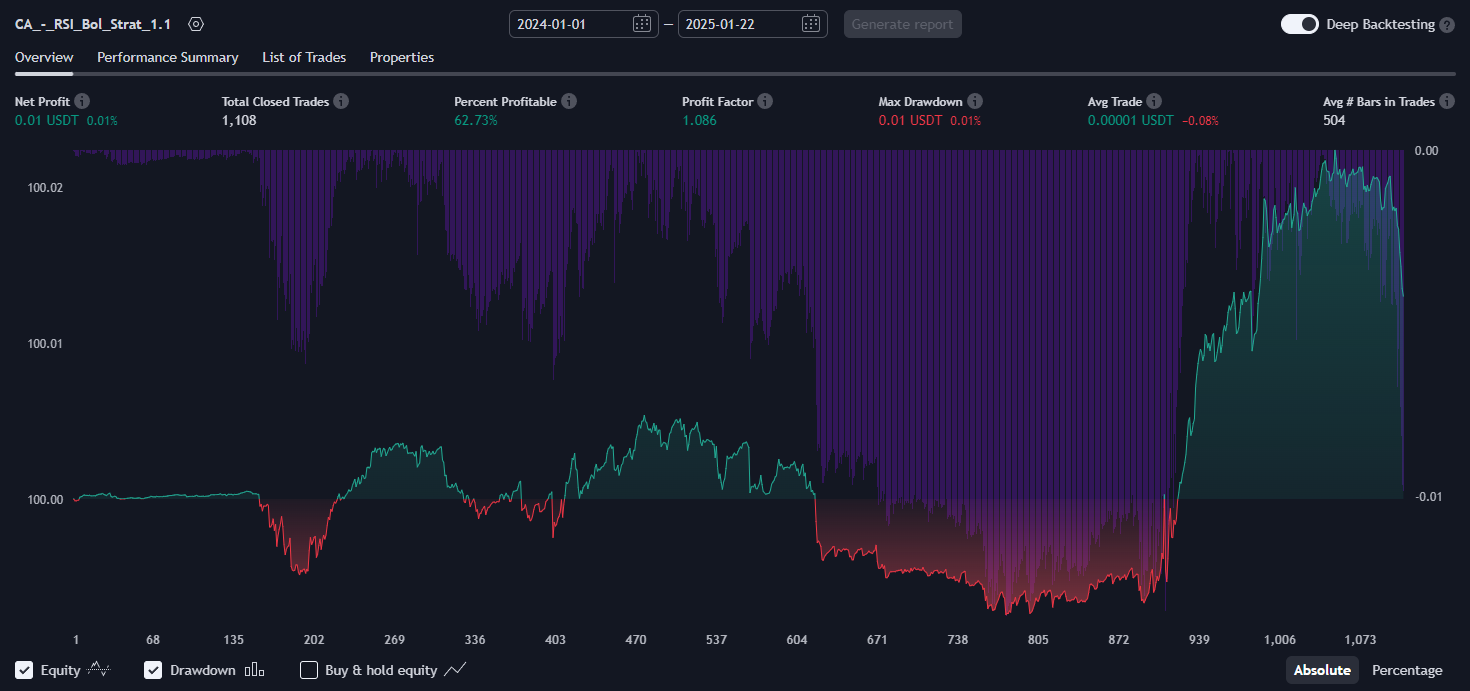 CA_-_RSI_Bol_Strat_1.1 2024-01-01 — 2025-01-22 Generate report Deep Backtesting ?
Overview Performance Summary List of Trades Properties
Net Profit Total Closed Trades Percent Profitable Profit Factor Max Drawdown Avg Trade Avg # Bars in Trades
0.01 USDT 0.01% 1,108 62.73% 1.086 0.01 USDT 0.01% 0.00001 USDT −0.08% 504
0.00
100.02
100.01
100.00 -0.01
1 68 135 202 269 336 403 470 537 604 671 738 805 872 939 1,006 1,073
Equity Drawdown Buy & hold equity Absolute Percentage